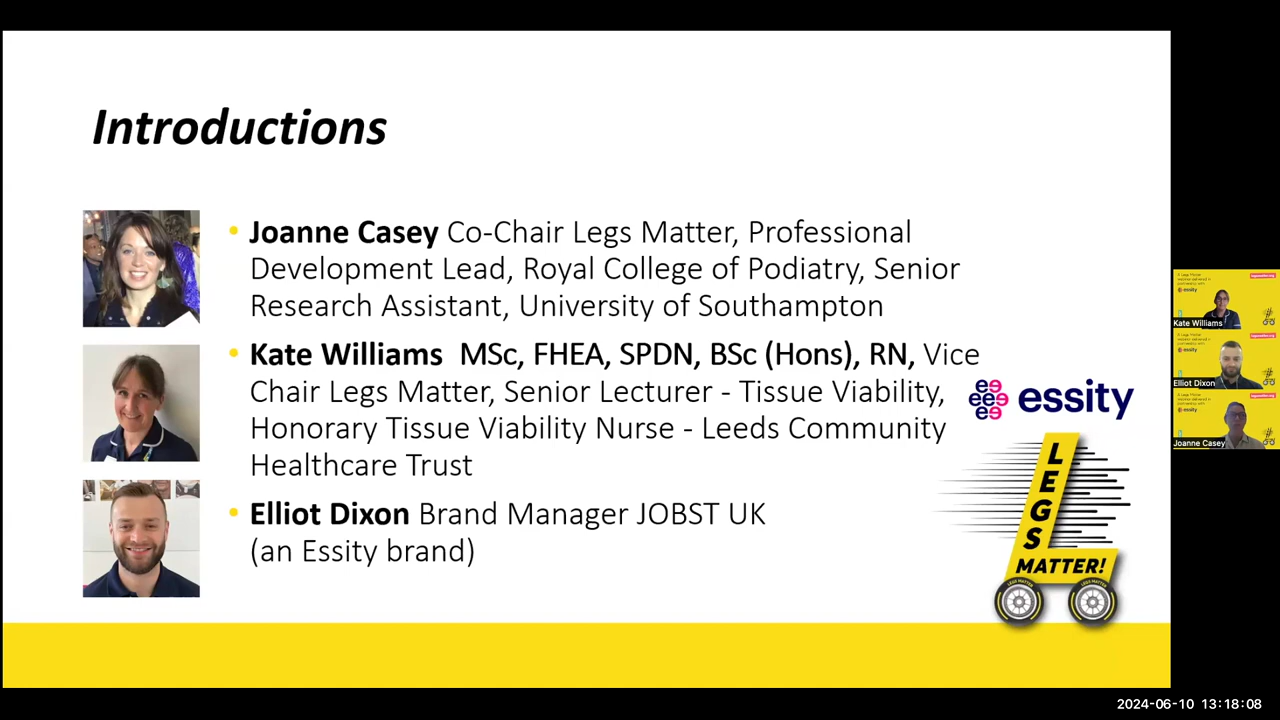 Introductions
Joanne Casey Co-Chair Legs Matter, Professional
Development Lead, Royal College of Podiatry, Senior
Research Assistant, University of Southampton
Kate Williams MSc, FHEA, SPDN, BSc (Hons), RN, Vice
Chair Legs Matter, Senior Lecturer - Tissue Viability,
Honorary Tissue Viability Nurse - Leeds Community
Healthcare Trust
Elliot Dixon Brand Manager JOBST UK
(an Essity brand)
essity
LEGS
MATTER!
essity
Kate Williams
essity
Elliot Dixon
essity
Joanne Casey
2024-06-10 13:18:08